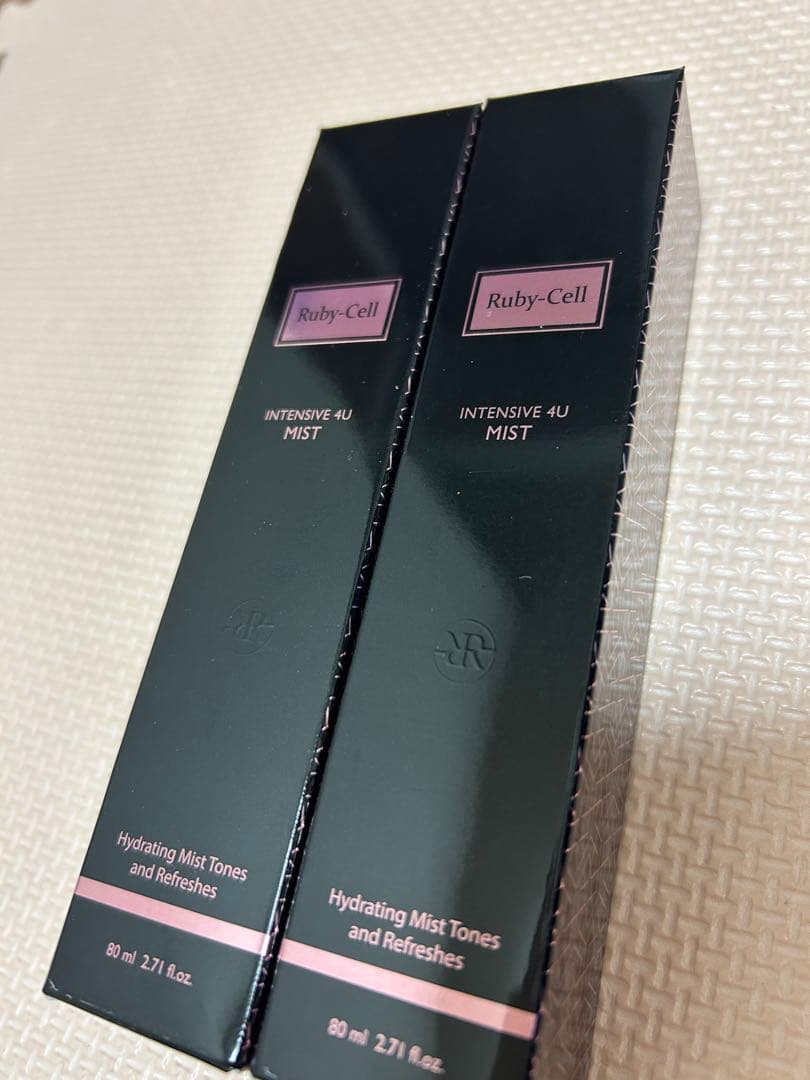 Ruby-Cell
INTENSIVE 4U
MIST
Hydrating Mist Tones
and Refreshes
80 ml 2.71 fl.oz.
Ruby-Cell
INTENSIVE 4U
MIST
Hydrating Mist Tones
and Refreshes
80 ml 2.71 fl.oz.